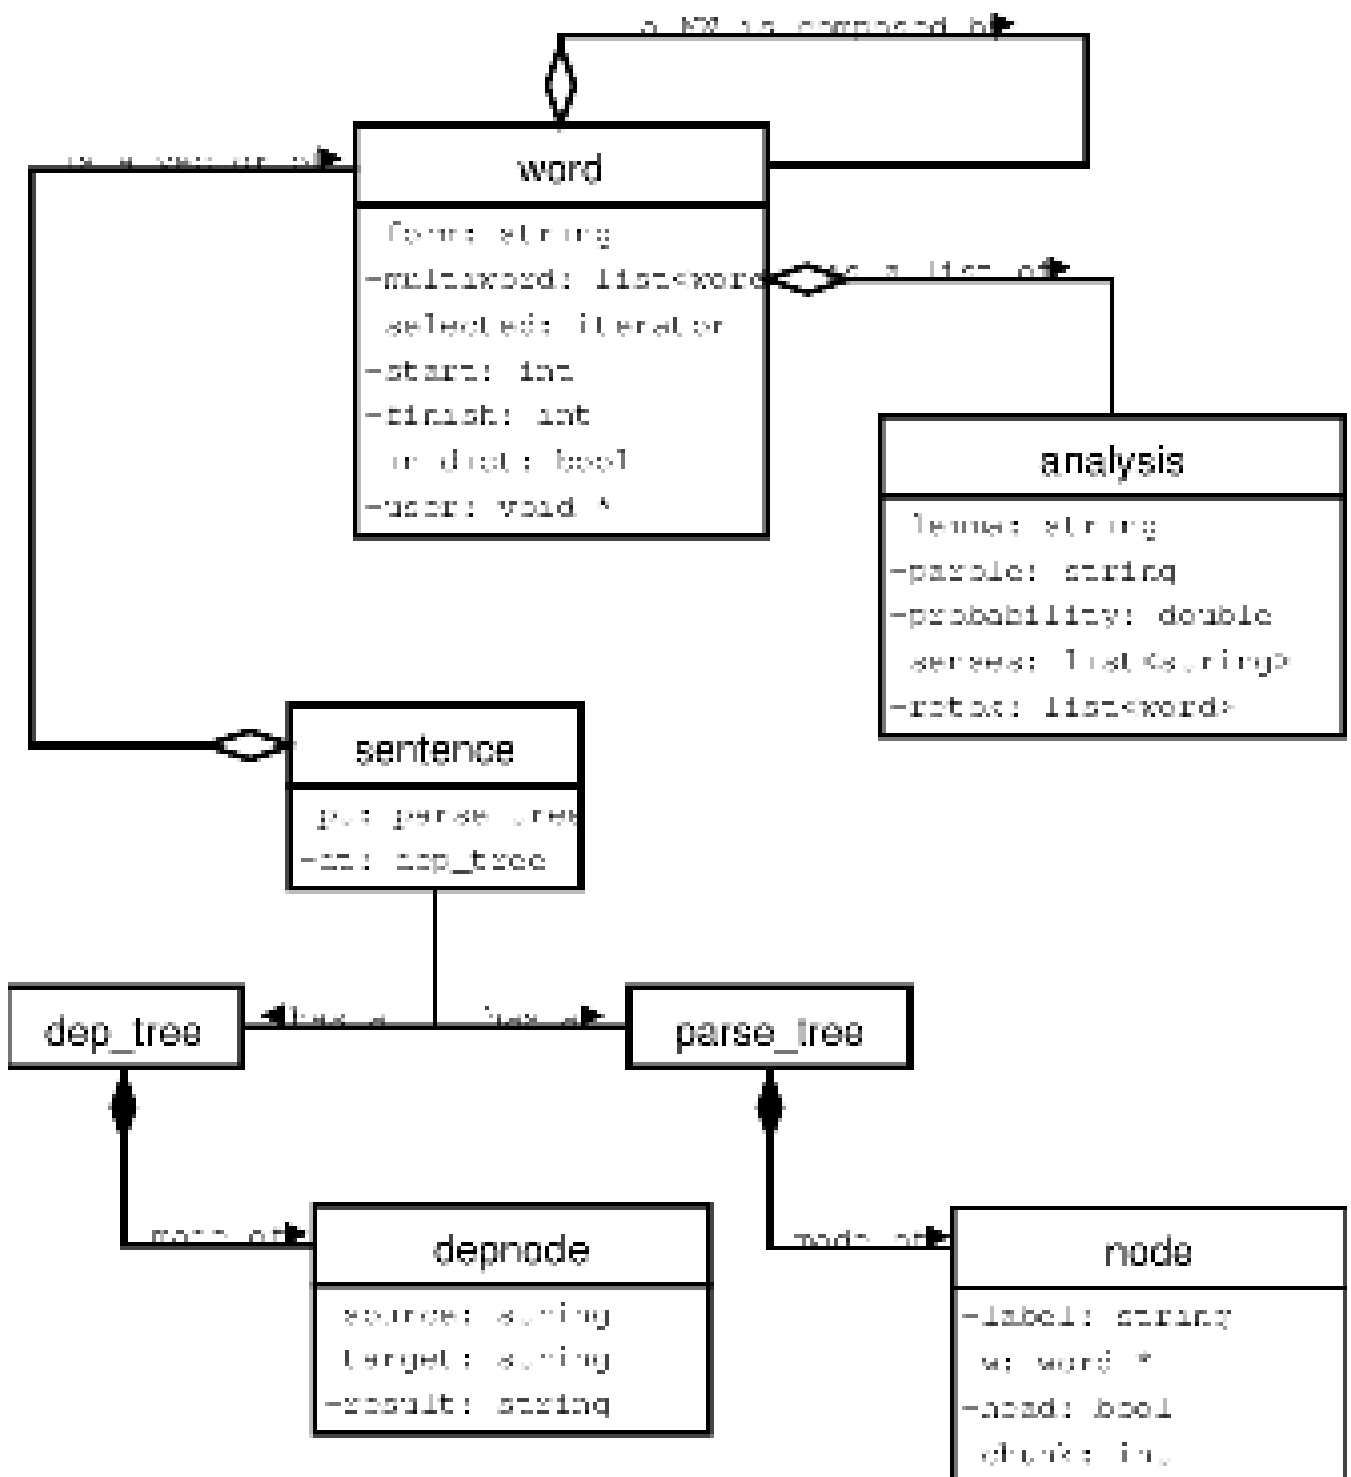 a MW is composed by
is a vector of
word
form: string
-multiword: list<word
selected: iterator
-start: int
-finish: int
in_dict: bool
-user: void *
has a list of
analysis
lemma: string
-parole: string
-probability: double
senses: list<string>
-retok: list<word>
sentence
pt: parse_tree
-dt: dep_tree
dep_tree
has a
has a
parse_tree
made of
depnode
source: string
target: string
-result: string
made of
node
-label: string
w: word *
-head: bool
chunk: int